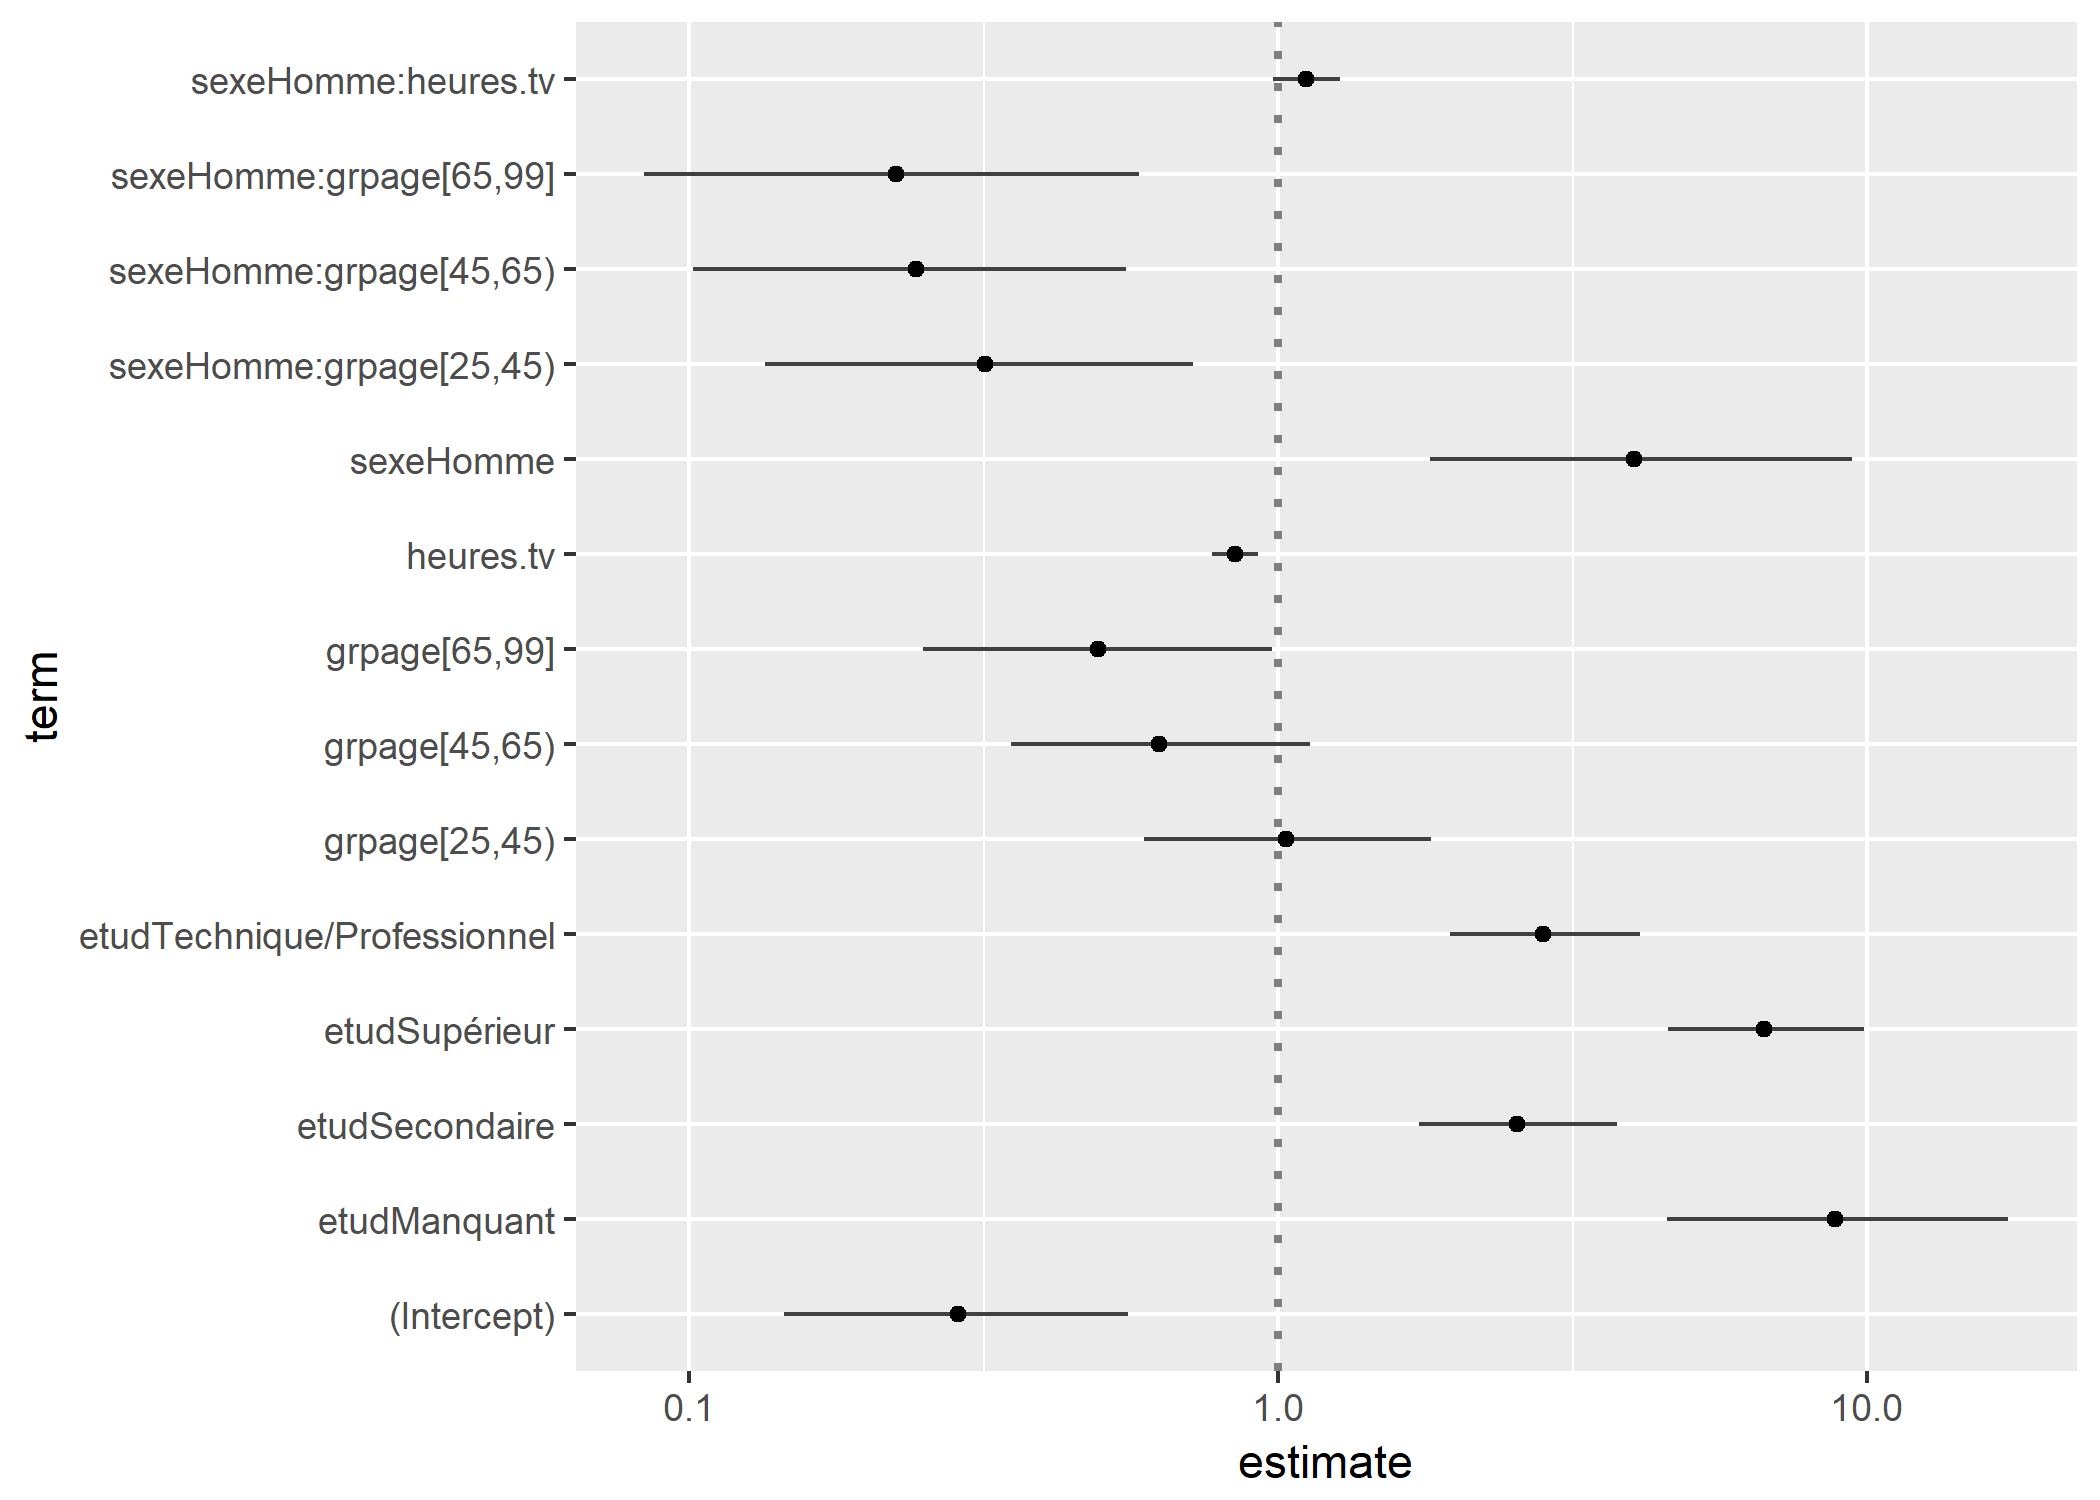 sexeHomme:heures.tv
sexeHomme:grpage[65,99]
sexeHomme:grpage[45,65)
sexeHomme:grpage[25,45)
sexeHomme
heures.tv
grpage[65,99]
grpage[45,65)
grpage[25,45)
etudTechnique/Professionnel
etudSupérieur
etudSecondaire
etudManquant
(Intercept)
term
0.1 1.0 10.0
estimate